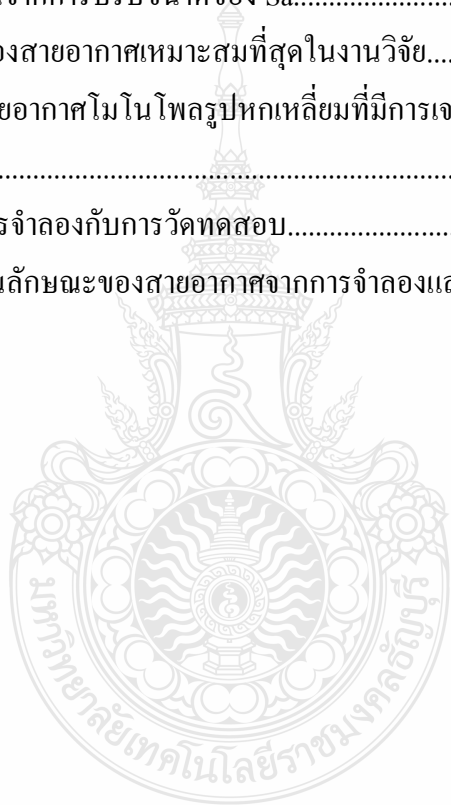 จากการปรับขนาดของ Sa......................
องสายอากาศเหมาะสมที่สุดในงานวิจัย....
ยอากาศโมโนโพลรูปหกเหลี่ยมที่มีการเจ
...........................................................................
รจำลองกับการวัดทดสอบ.......................
นลักษณะของสายอากาศจากการจำลองแล
มหาวิทยาลัยเทคโนโลยีราชมงคลธัญบุรี